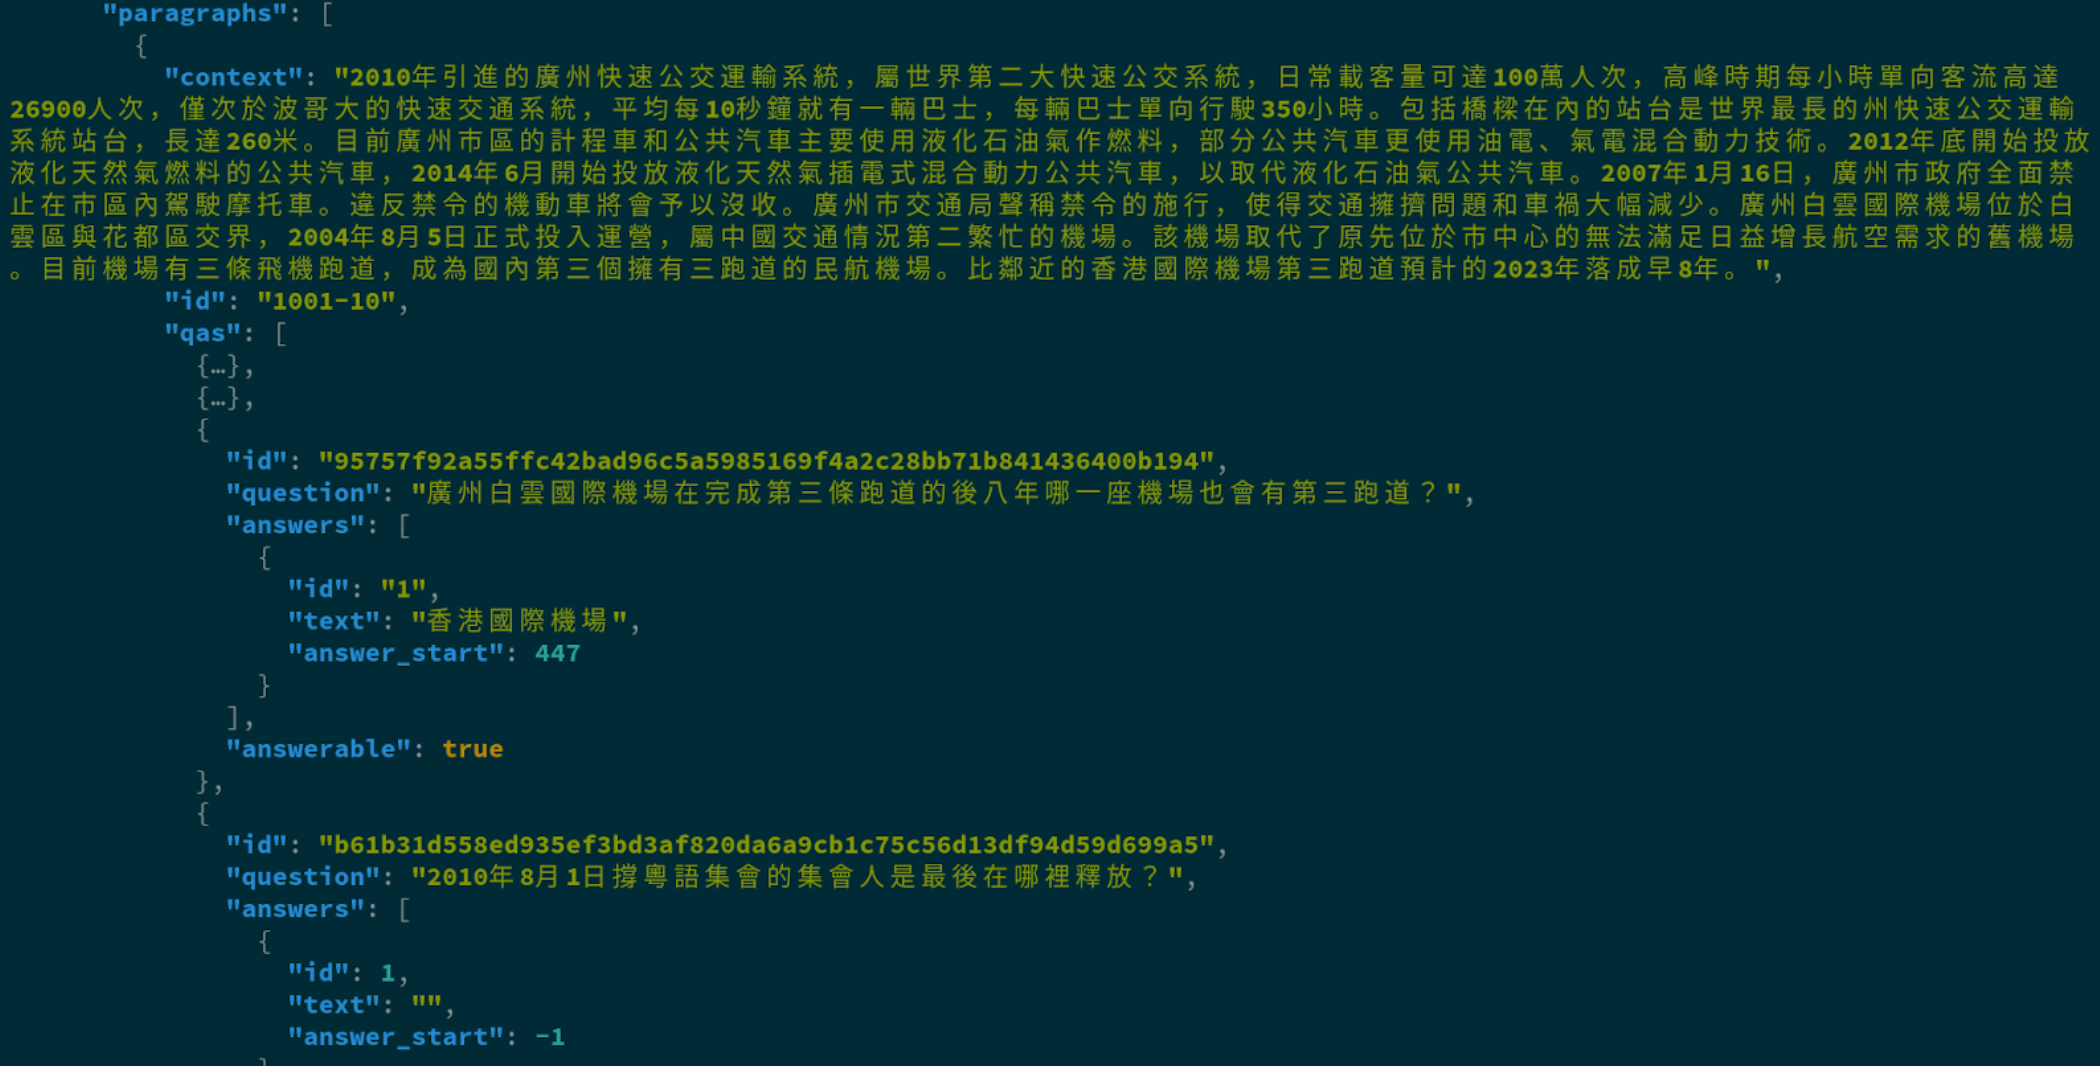 "paragraphs": [
{
"context": "2010年引進的廣州快速公交運輸系統，屬世界第二大快速公交系統，日常載客量可達100萬人次，高峰時期每小時單向客流高達
26900人次，僅次於波哥大的快速交通系統，平均每10秒鐘就有一輛巴士，每輛巴士單向行駛350小時。包括橋樑在內的站台是世界最長的州快速公交運輸
系統站台，長達260米。目前廣州市區的計程車和公共汽車主要使用液化石油氣作燃料，部分公共汽車更使用油電、氣電混合動力技術。2012年底開始投放
液化天然氣燃料的公共汽車，2014年6月開始投放液化天然氣插電式混合動力公共汽車，以取代液化石油氣公共汽車。2007年1月16日，廣州市政府全面禁
止在市區內駕駛摩托車。違反禁令的機動車將會予以沒收。廣州市交通局聲稱禁令的施行，使得交通擁擠問題和車禍大幅減少。廣州白雲國際機場位於白
雲區與花都區交界，2004年8月5日正式投入運營，屬中國交通情況第二繁忙的機場。該機場取代了原先位於市中心的無法滿足日益增長航空需求的舊機場
。目前機場有三條飛機跑道，成為國內第三個擁有三跑道的民航機場。比鄰近的香港國際機場第三跑道預計的2023年落成早8年。",
"id": "1001-10",
"qas": [
{…},
{…},
{
"id": "95757f92a55ffc42bad96c5a5985169f4a2c28bb71b841436400b194",
"question": "廣州白雲國際機場在完成第三條跑道的後八年哪一座機場也會有第三跑道？",
"answers": [
{
"id": "1",
"text": "香港國際機場",
"answer_start": 447
}
],
"answerable": true
},
{
"id": "b61b31d558ed935ef3bd3af820da6a9cb1c75c56d13df94d59d699a5",
"question": "2010年8月1日撐粵語集會的集會人是最後在哪裡釋放？",
"answers": [
{
"id": 1,
"text": "",
"answer_start": -1